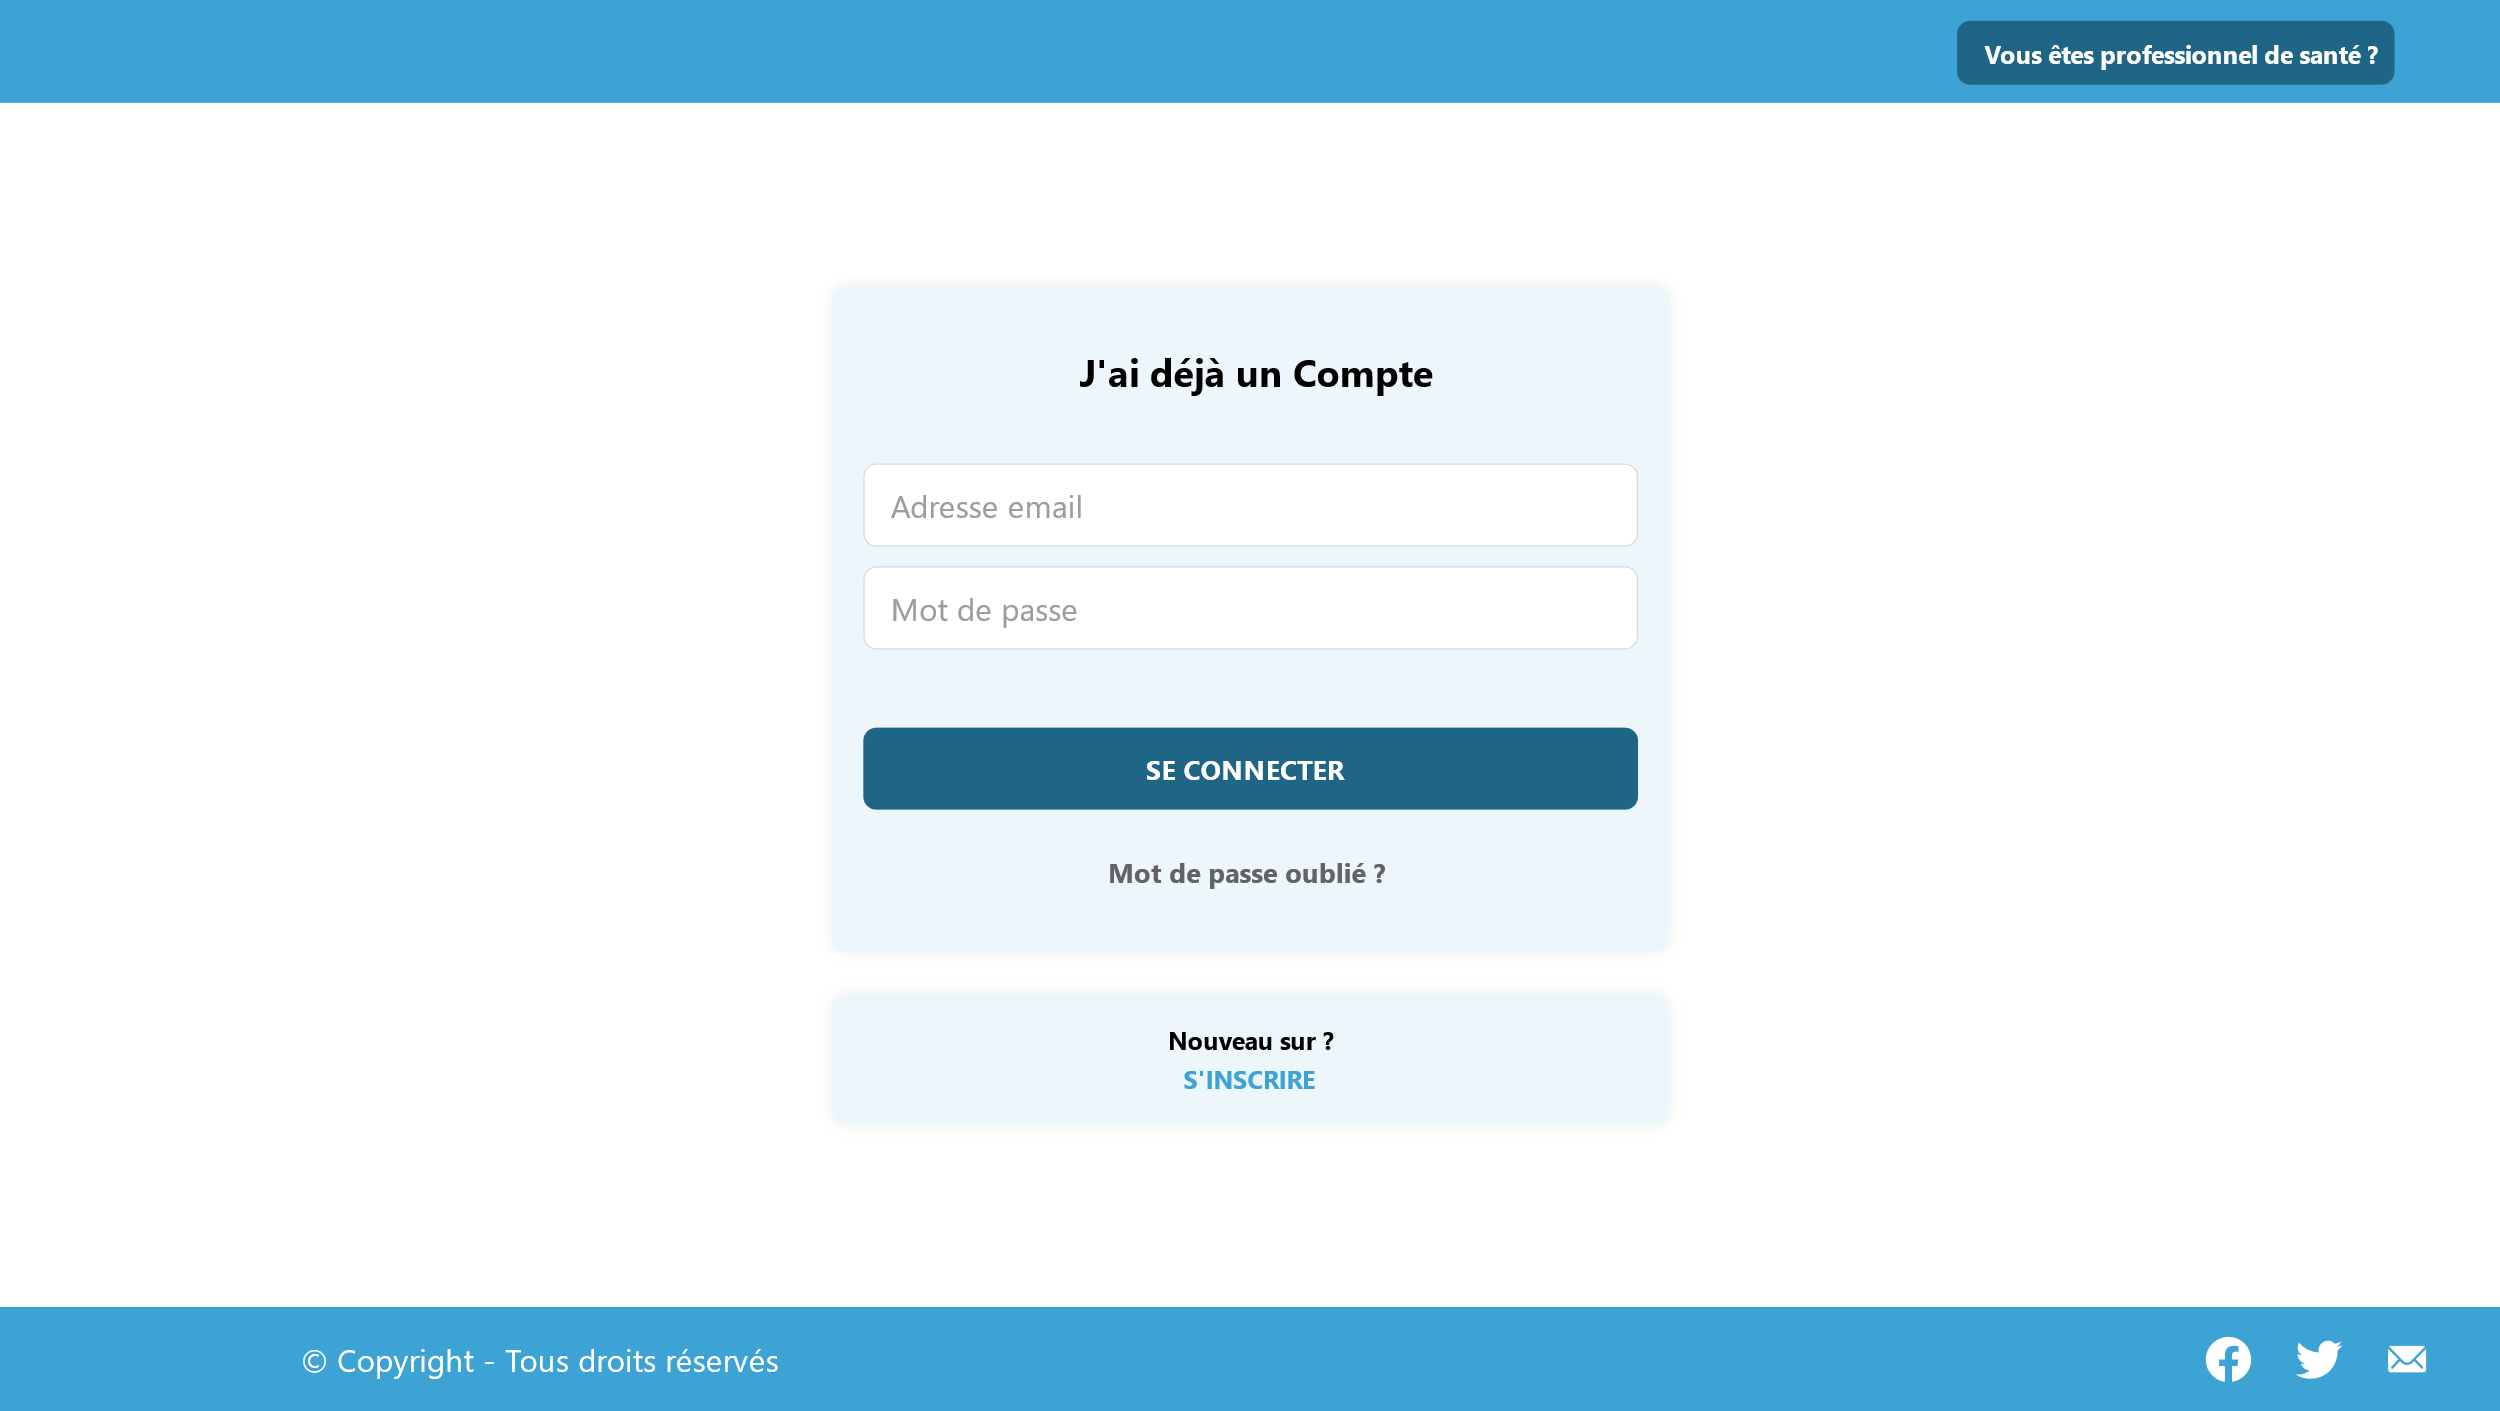 Vous êtes professionnel de santé ?
J'ai déjà un Compte
Adresse email
Mot de passe
SE CONNECTER
Mot de passe oublié ?
Nouveau sur ?
S'INSCRIRE
© Copyright - Tous droits réservés